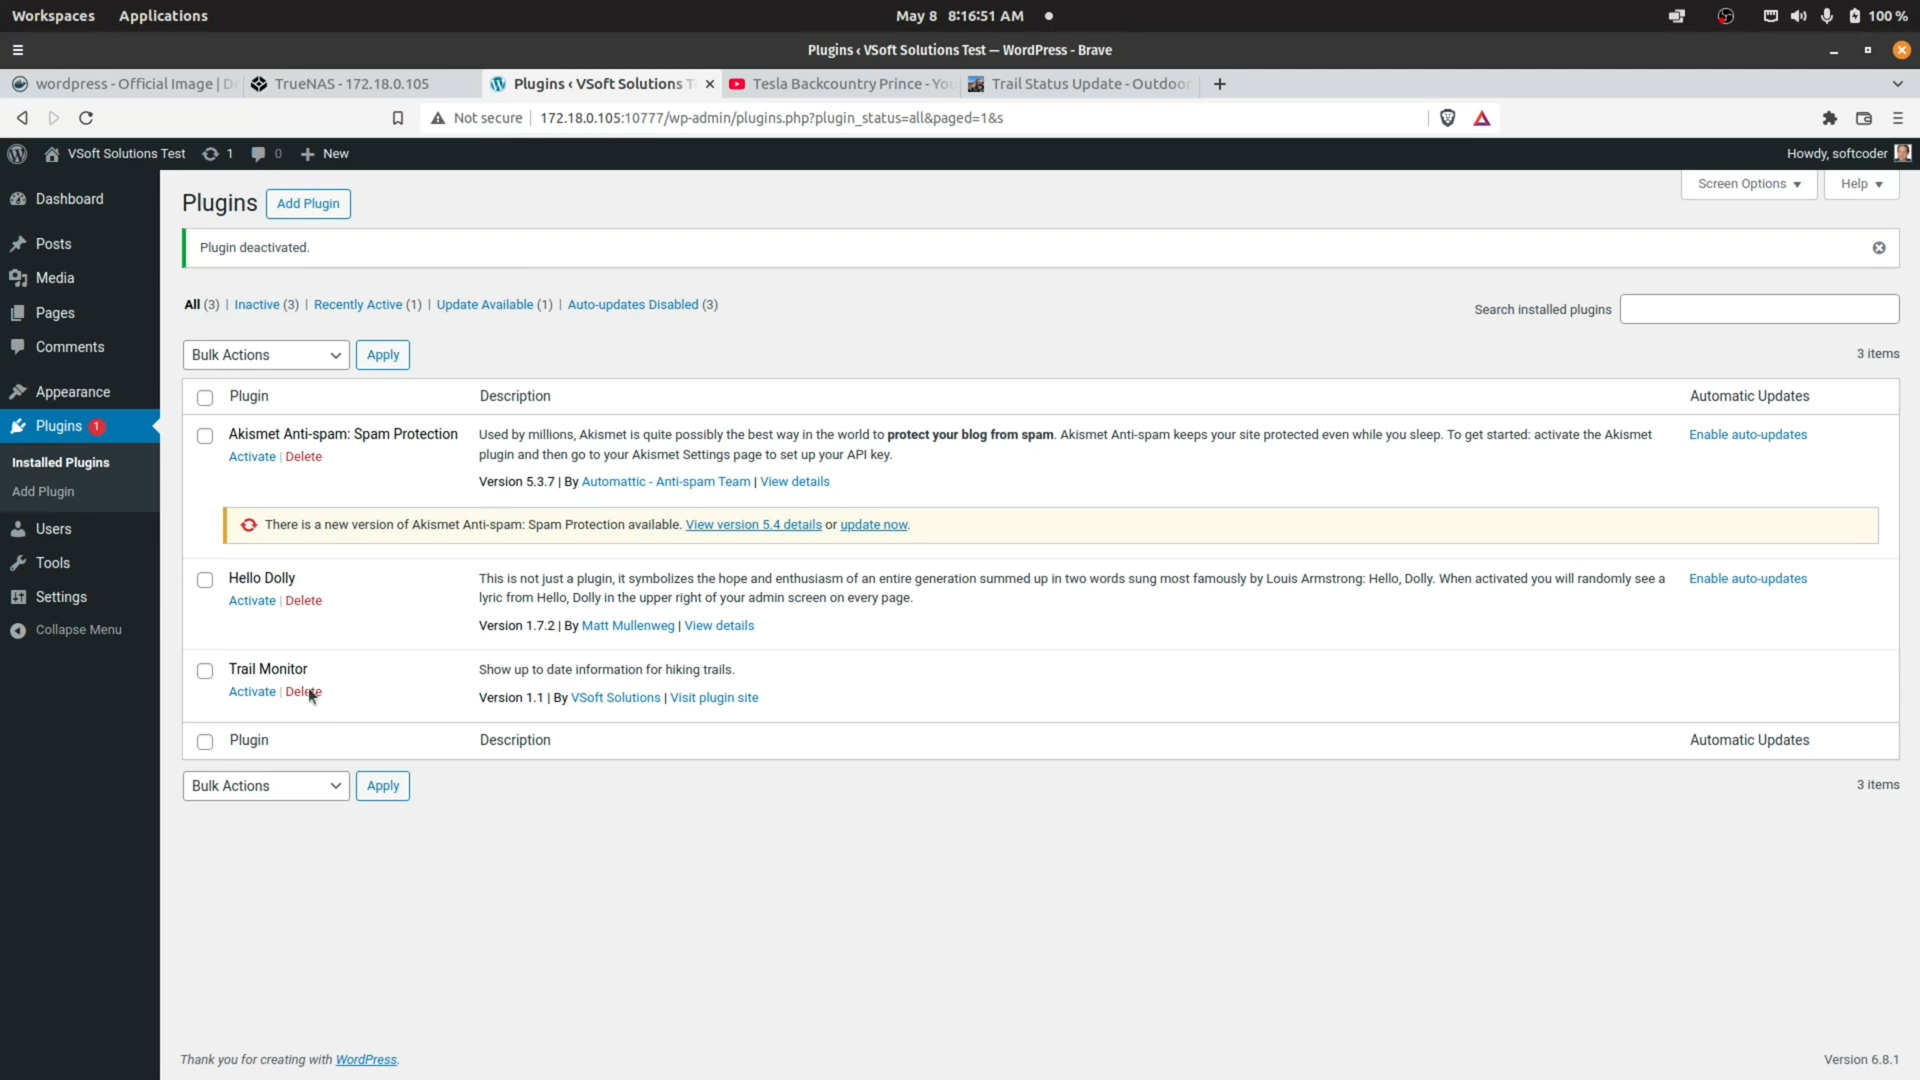 Workspaces Applications May 8 8:16:51 AM 100 %
Plugins ‹ VSoft Solutions Test — WordPress - Brave
wordpress - Official Image | D TrueNAS - 172.18.0.105 Plugins ‹ VSoft Solutions T Tesla Backcountry Prince - You Trail Status Update - Outdoor
Not secure 172.18.0.105:10777/wp-admin/plugins.php?plugin_status=all&paged=1&s
VSoft Solutions Test 1 0 New Howdy, softcoder
Dashboard
Posts
Media
Pages
Comments
Appearance
Plugins 1
Installed Plugins
Add Plugin
Users
Tools
Settings
Collapse Menu
Screen Options Help
Plugins Add Plugin
Plugin deactivated.
All (3) | Inactive (3) | Recently Active (1) | Update Available (1) | Auto-updates Disabled (3)
Search installed plugins
Bulk Actions Apply 3 items
Plugin Description Automatic Updates
Akismet Anti-spam: Spam Protection
Activate | Delete
Used by millions, Akismet is quite possibly the best way in the world to protect your blog from spam. Akismet Anti-spam keeps your site protected even while you sleep. To get started: activate the Akismet
plugin and then go to your Akismet Settings page to set up your API key.
Version 5.3.7 | By Automattic - Anti-spam Team | View details
Enable auto-updates
There is a new version of Akismet Anti-spam: Spam Protection available. View version 5.4 details or update now.
Hello Dolly
Activate | Delete
This is not just a plugin, it symbolizes the hope and enthusiasm of an entire generation summed up in two words sung most famously by Louis Armstrong: Hello, Dolly. When activated you will randomly see a
lyric from Hello, Dolly in the upper right of your admin screen on every page.
Version 1.7.2 | By Matt Mullenweg | View details
Enable auto-updates
Trail Monitor
Activate | Delete
Show up to date information for hiking trails.
Version 1.1 | By VSoft Solutions | Visit plugin site
Plugin Description Automatic Updates
Bulk Actions Apply 3 items
Thank you for creating with WordPress. Version 6.8.1